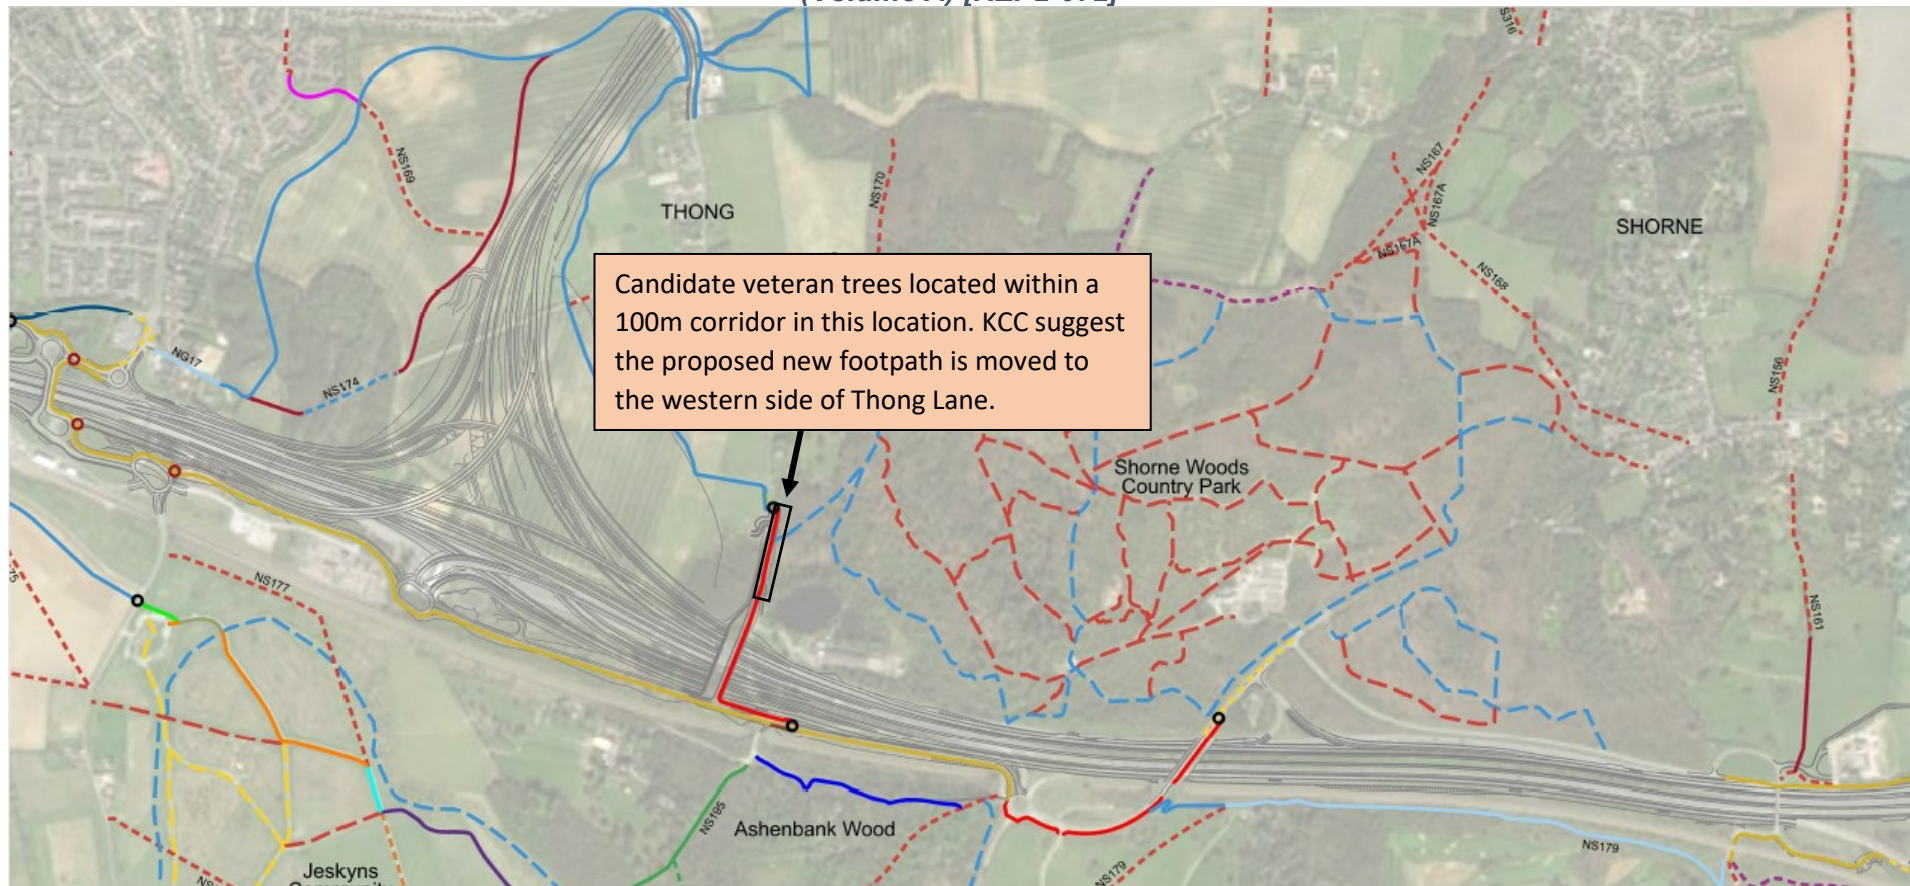 NS316
NS169
NS170
THONG
NS167
NS167A
SHORNE
NS167A
NS168
Candidate veteran trees located within a
100m corridor in this location. KCC suggest
the proposed new footpath is moved to
the western side of Thong Lane.
NG17
NS174
NS156
Shorne Woods
Country Park
NS177
NS161
NS195
Ashenbank Wood
NS179
NS179
Jeskyns